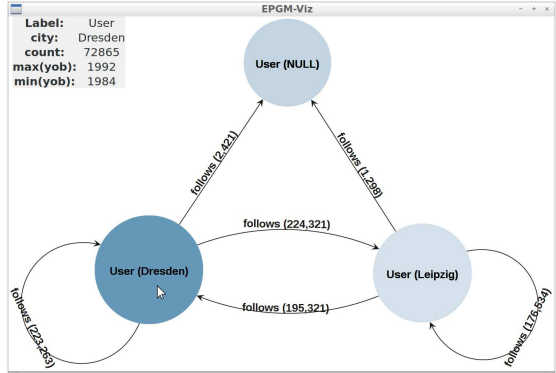 EPGM-Viz
Label: User
city: Dresden
count: 72865
max(yob): 1992
min(yob): 1984
User (NULL)
follows (2,421)
follows (1,298)
follows (224,321)
User (Dresden)
User (Leipzig)
follows (195,321)
follows (223,263)
follows (176,534)